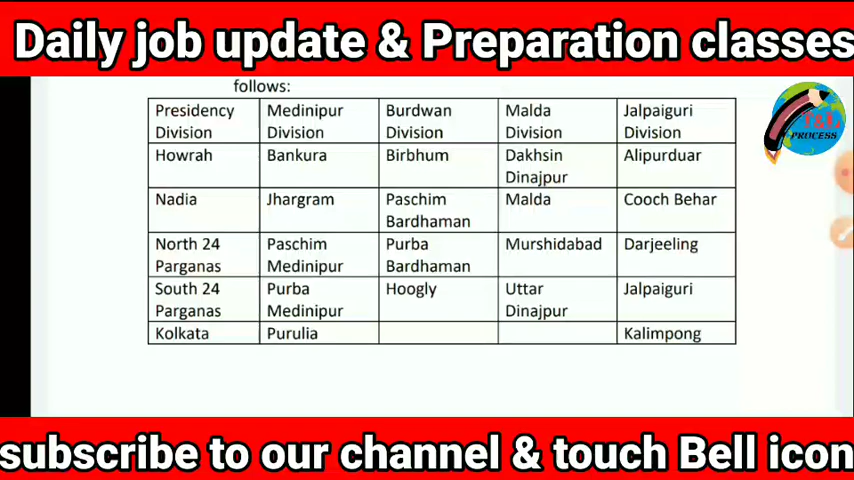 Daily job update & Preparation classes
follows:
Presidency Division Medinipur Division Burdwan Division Malda Division Jalpaiguri Division
Howrah Bankura Birbhum Dakhsin Dinajpur Alipurduar
Nadia Jhargram Paschim Bardhaman Malda Cooch Behar
North 24 Parganas Paschim Medinipur Purba Bardhaman Murshidabad Darjeeling
South 24 Parganas Purba Medinipur Hoogly Uttar Dinajpur Jalpaiguri
Kolkata Purulia Kalimpong
T&L
PROCESS
subscribe to our channel & touch Bell icon